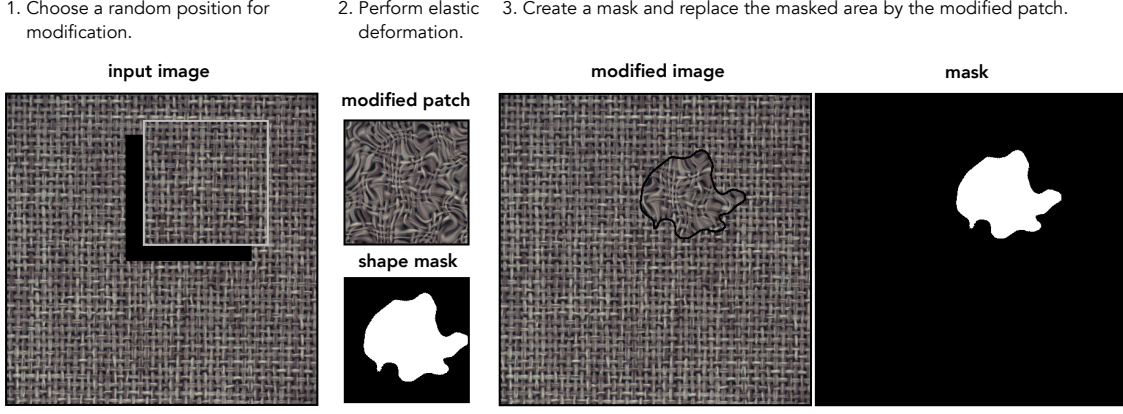 1. Choose a random position for
modification.
2. Perform elastic
deformation.
3. Create a mask and replace the masked area by the modified patch.
input image
modified patch
shape mask
modified image
mask